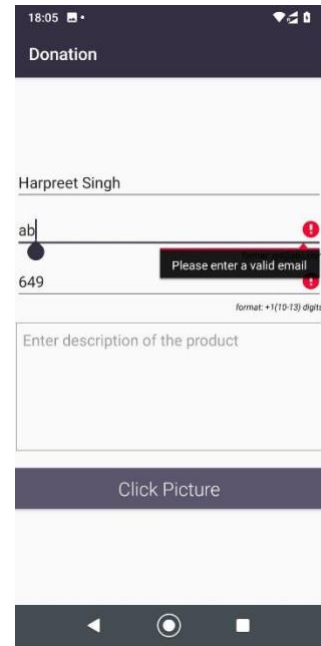 18:05
Donation
Harpreet Singh
ab
Please enter a valid email
649
format: +1(10-13) digits
Enter description of the product
Click Picture